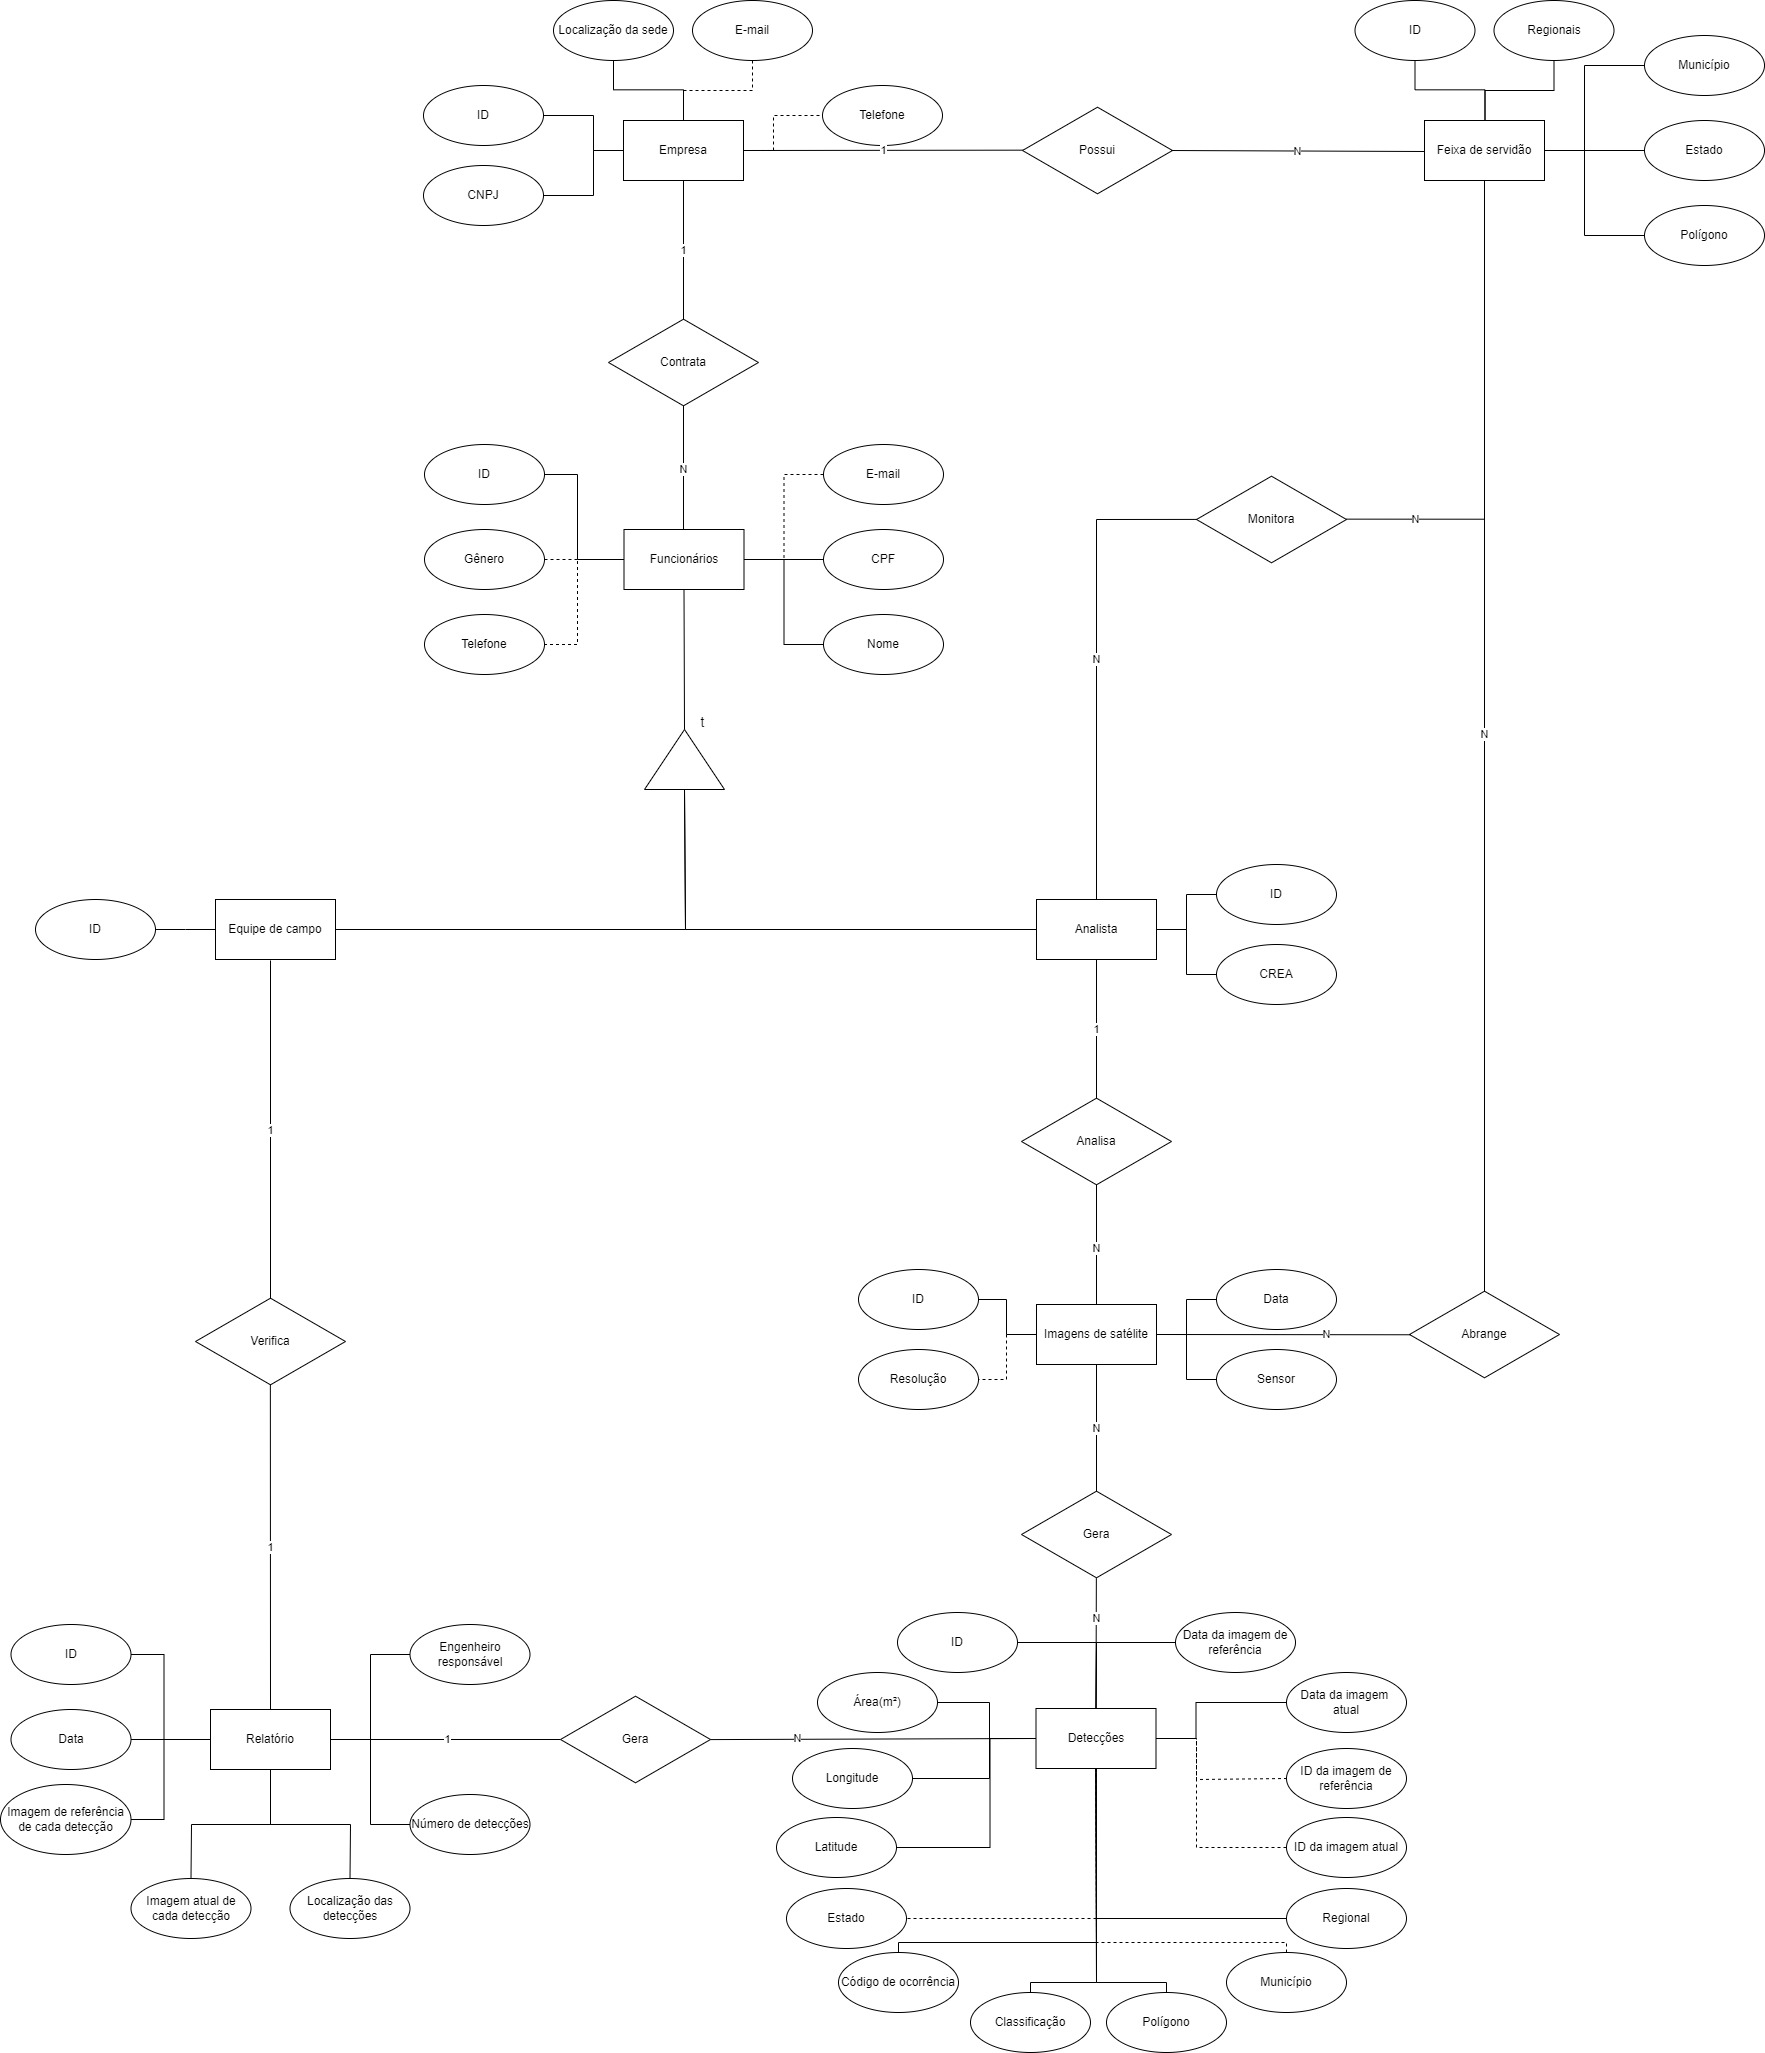 Localização da sede
E-mail
ID
Regionais
Município
ID
Telefone
Empresa
1
Possui
N
Feixa de servidão
Estado
CNPJ
Polígono
1
Contrata
N
ID
E-mail
Monitora
N
Gênero
Funcionários
CPF
Telefone
Nome
N
t
N
ID
ID
Equipe de campo
Analista
CREA
1
1
Analisa
N
ID
Data
Verifica
Imagens de satélite
N
Abrange
Resolução
Sensor
N
Gera
1
N
ID
Data da imagem de
referência
ID
Engenheiro
responsável
Área(m²)
Data da imagem
atual
Data
Relatório
1
Gera
N
Detecções
Longitude
ID da imagem de
referência
Imagem de referência
de cada detecção
Número de detecções
Latitude
ID da imagem atual
Imagem atual de
cada detecção
Localização das
detecções
Estado
Regional
Código de ocorrência
Município
Classificação
Polígono